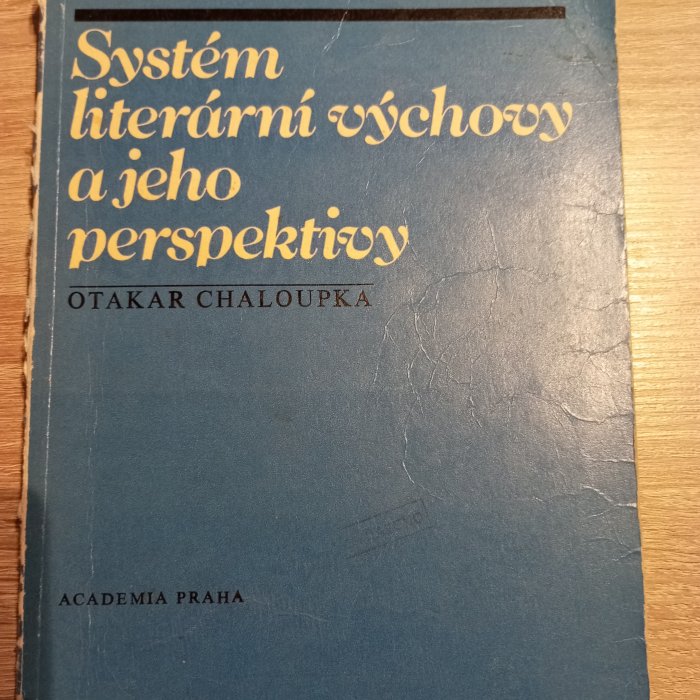 Systém
literární výchovy
a jeho
perspektivy
OTAKAR CHALOUPKA
ACADEMIA PRAHA